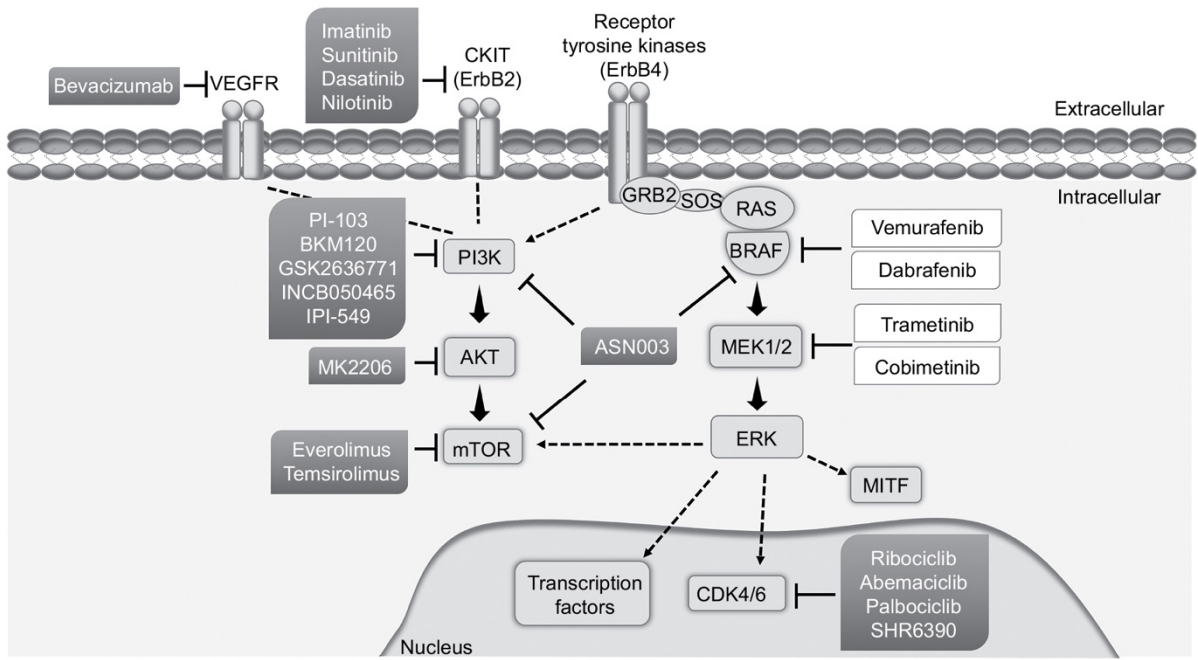 Receptor
tyrosine kinases
(ErbB4)
Imatinib
Sunitinib
Dasatinib
Nilotinib
CKIT
(ErbB2)
Bevacizumab
VEGFR
Extracellular
Intracellular
GRB2
SOS
RAS
BRAF
Vemurafenib
Dabrafenib
PI-103
BKM120
GSK2636771
INCB050465
IPI-549
PI3K
ASN003
MEK1/2
Trametinib
Cobimetinib
MK2206
AKT
Everolimus
Temsirolimus
mTOR
ERK
MITF
Transcription
factors
CDK4/6
Ribociclib
Abemaciclib
Palbociclib
SHR6390
Nucleus